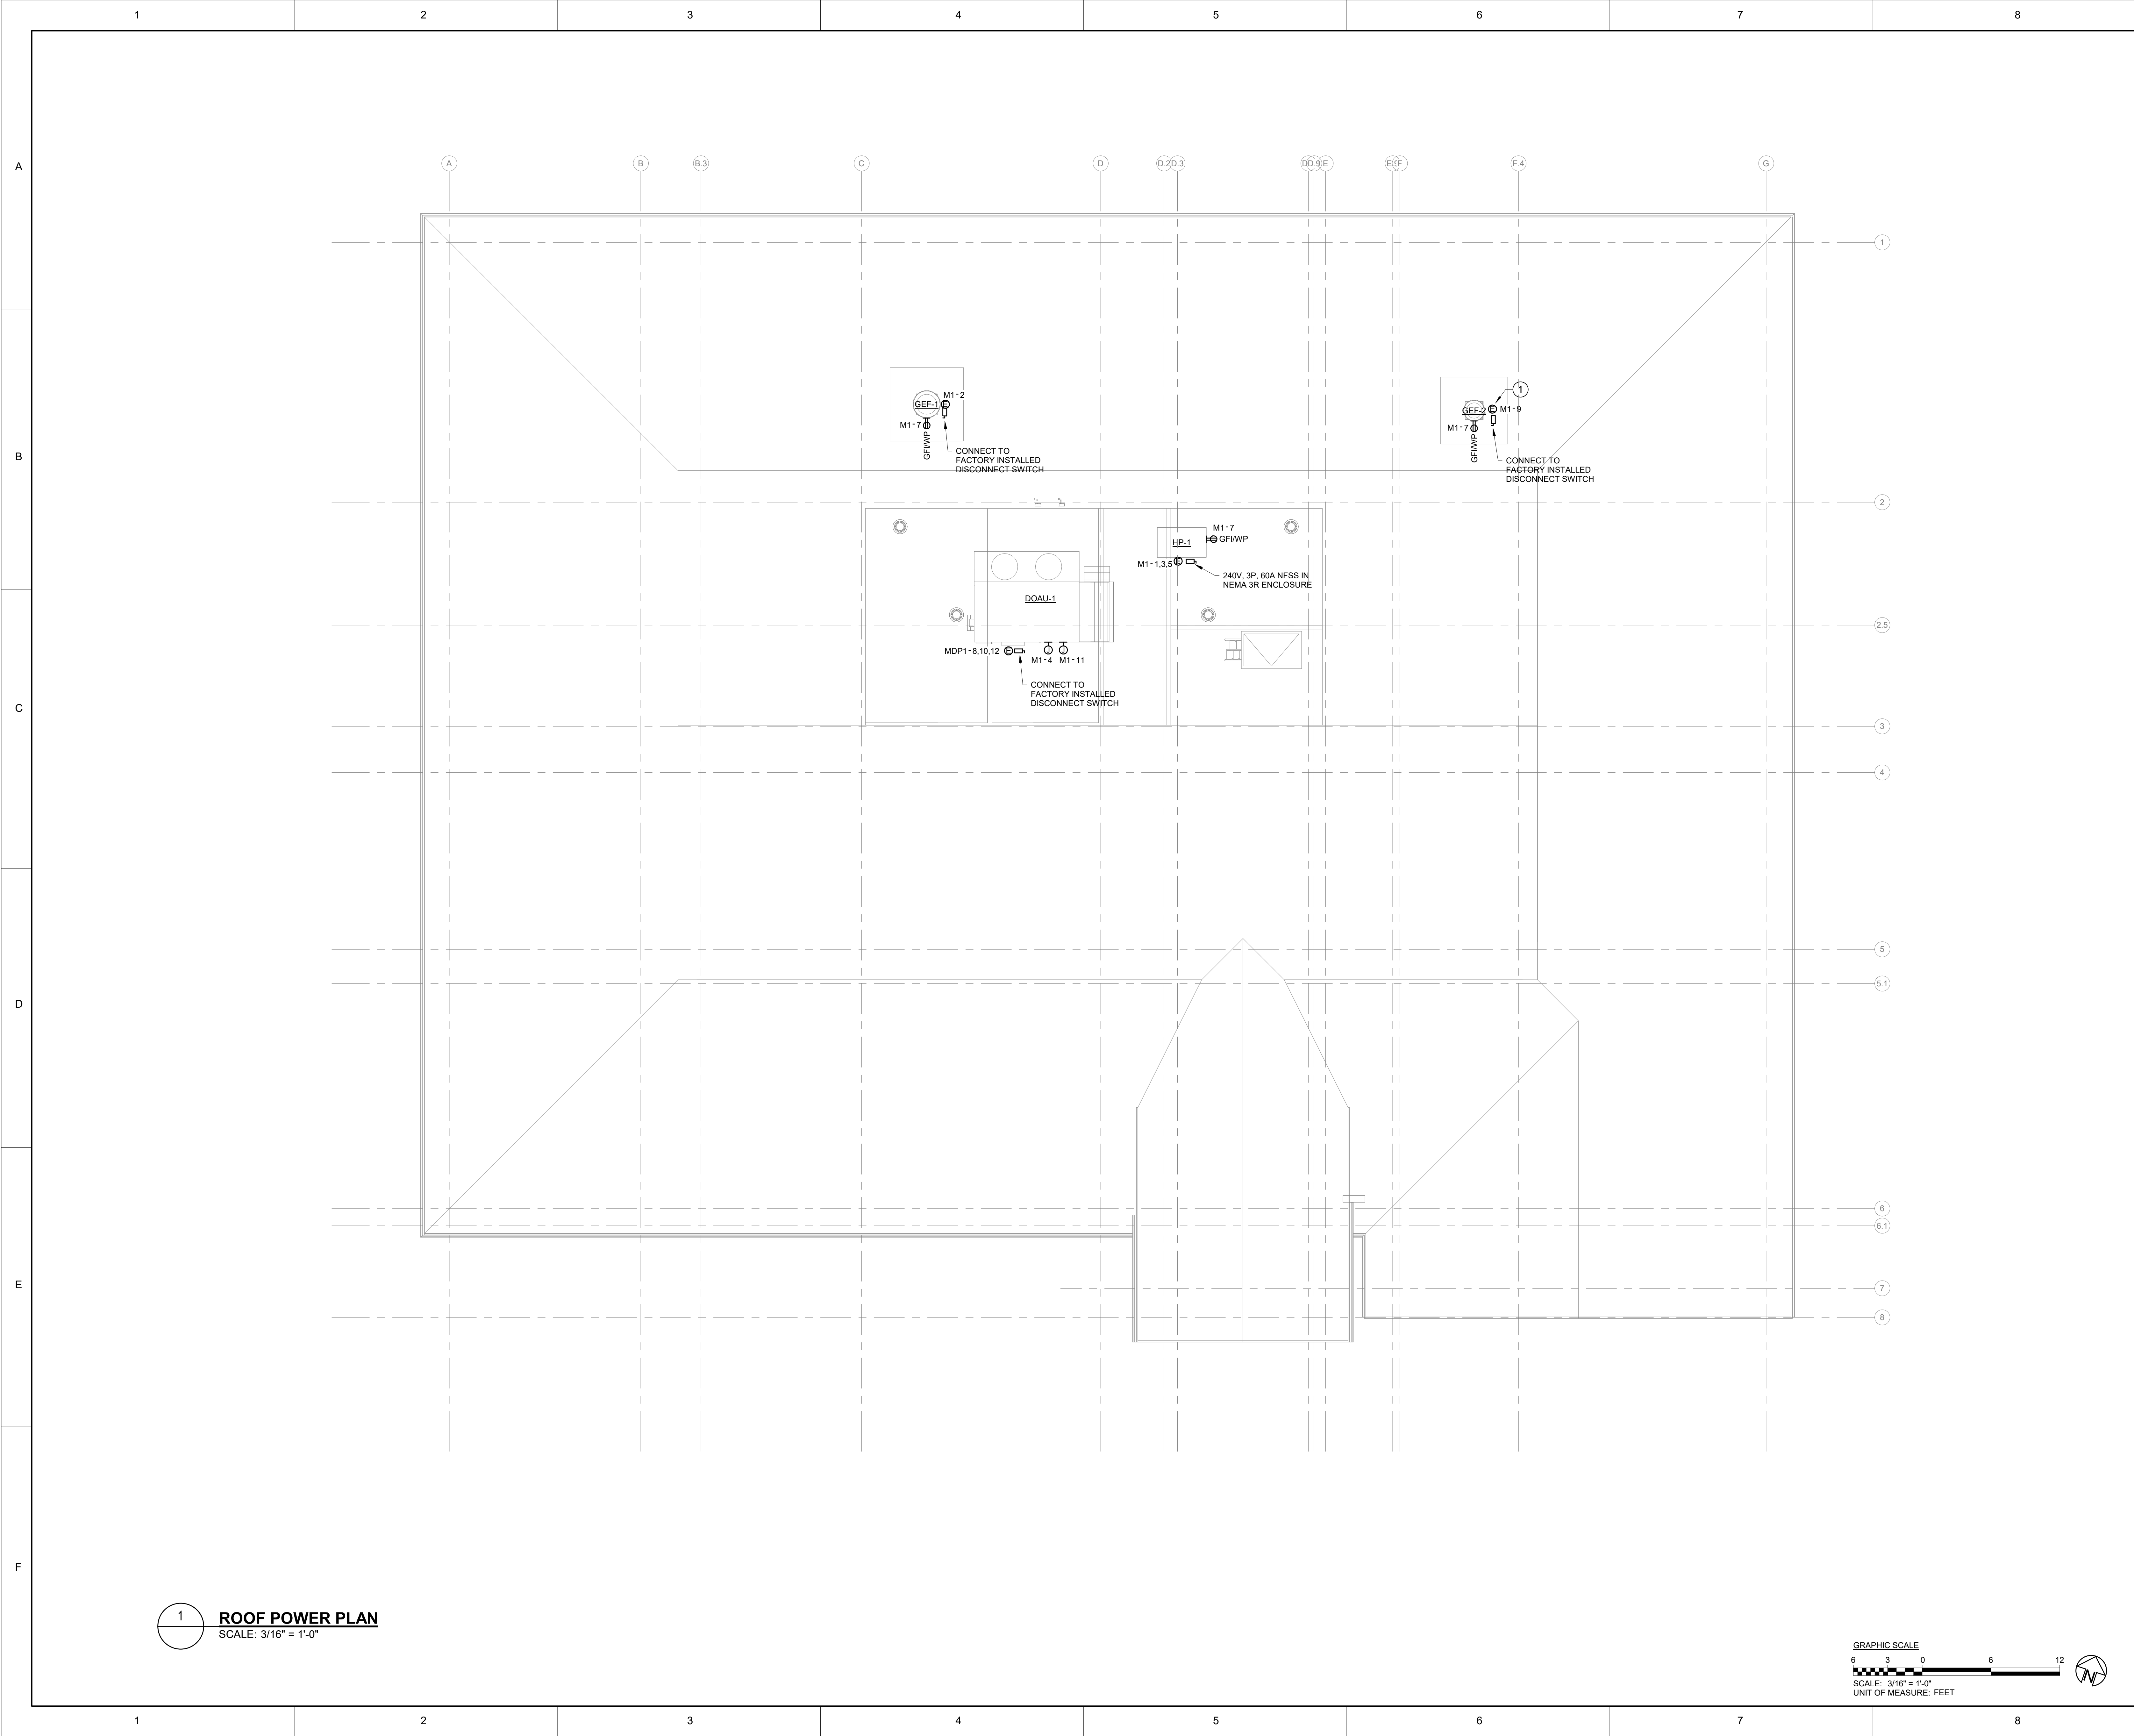 1 2 3 4 5 6 7 8
A
B
C
D
E
F
A B B.3 C D D.2 D.3 D.9 E F F.4 G
1
2
2.5
3
4
5
5.1
6
6.1
7
8
GEF-1
M1-2
M1-7
GFI/WP
CONNECT TO
FACTORY INSTALLED
DISCONNECT SWITCH
1
GEF-2
M1-9
M1-7
GFI/WP
CONNECT TO
FACTORY INSTALLED
DISCONNECT SWITCH
HP-1
M1-7
GFI/WP
M1-1,3,5
240V, 3P, 60A NFSS IN
NEMA 3R ENCLOSURE
DOAU-1
MDP1-8,10,12
J J
M1-4 M1-11
CONNECT TO
FACTORY INSTALLED
DISCONNECT SWITCH
1
ROOF POWER PLAN
SCALE: 3/16" = 1'-0"
GRAPHIC SCALE
6 3 0 6 12
SCALE: 3/16" = 1'-0"
UNIT OF MEASURE: FEET
N
1 2 3 4 5 6 7 8